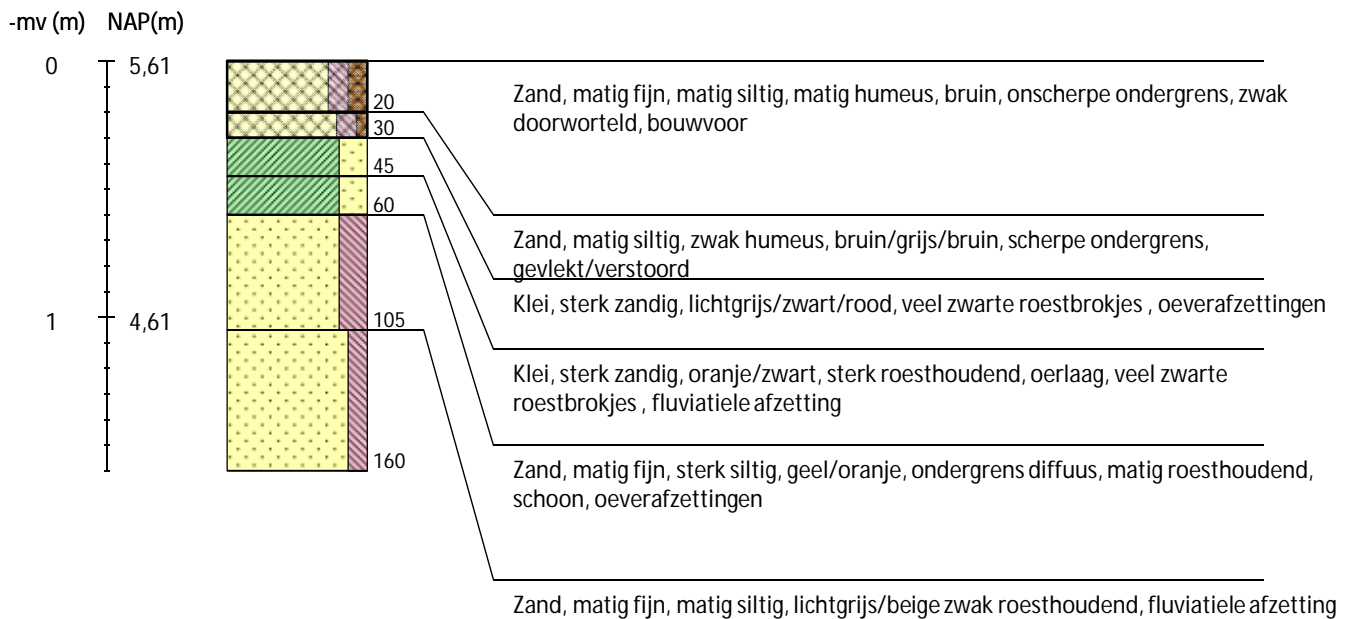 -mv (m) NAP(m)
0 5,61
20
30
45
60
1 4,61
105
160
Zand, matig fijn, matig siltig, matig humeus, bruin, onscherpe ondergrens, zwak
doorworteld, bouwvoor
Zand, matig siltig, zwak humeus, bruin/grijs/bruin, scherpe ondergrens,
gevlekt/verstoord
Klei, sterk zandig, lichtgrijs/zwart/rood, veel zwarte roestbrokjes , oeverafzettingen
Klei, sterk zandig, oranje/zwart, sterk roesthoudend, oerlaag, veel zwarte
roestbrokjes , fluviatiele afzetting
Zand, matig fijn, sterk siltig, geel/oranje, ondergrens diffuus, matig roesthoudend,
schoon, oeverafzettingen
Zand, matig fijn, matig siltig, lichtgrijs/beige zwak roesthoudend, fluviatiele afzetting